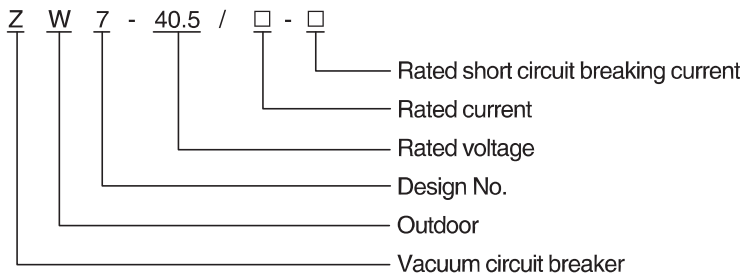 Z W 7 - 40.5 / □ - □
Rated short circuit breaking current
Rated current
Rated voltage
Design No.
Outdoor
Vacuum circuit breaker